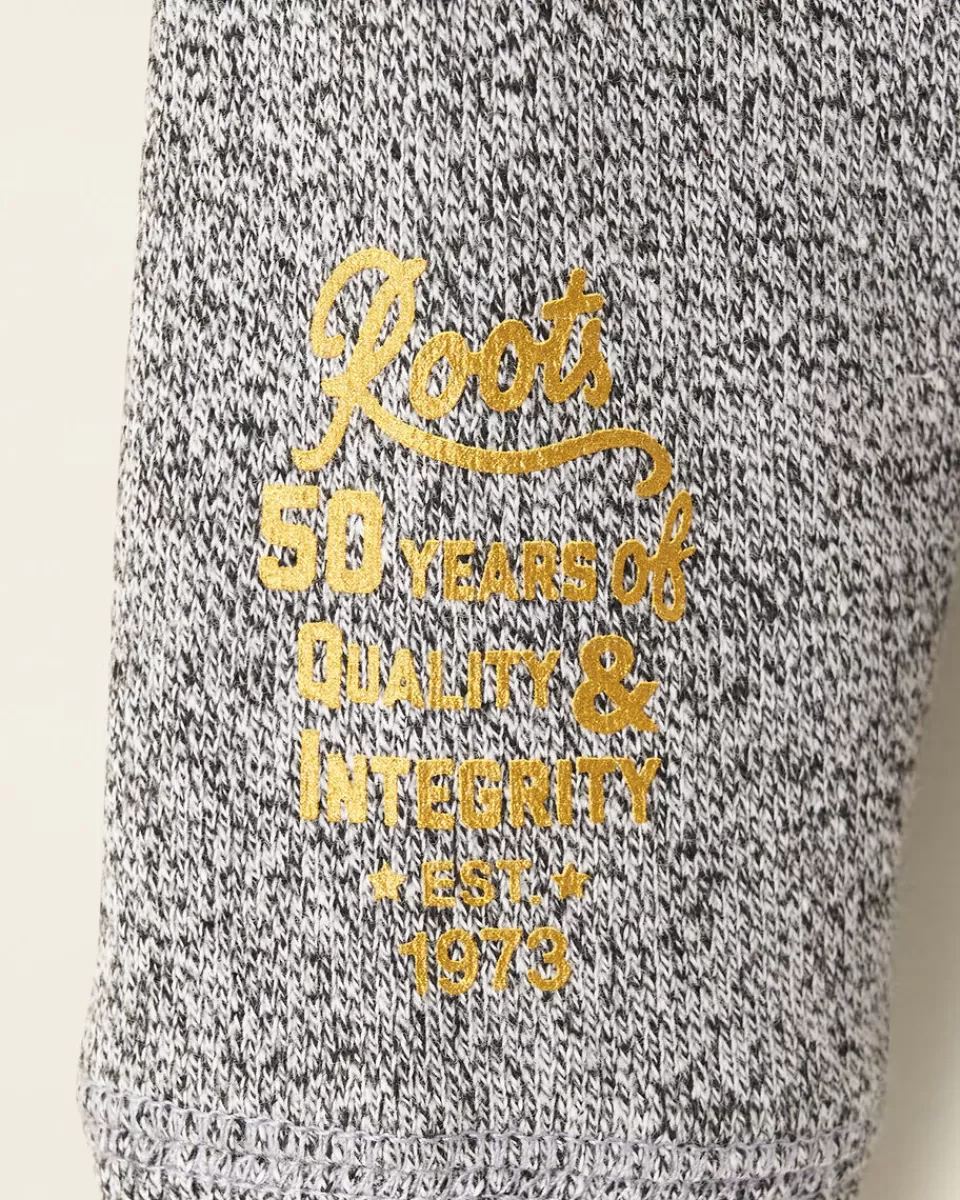 Roots
50 YEARS of
QUALITY &
INTEGRITY
★ EST. ★
1973